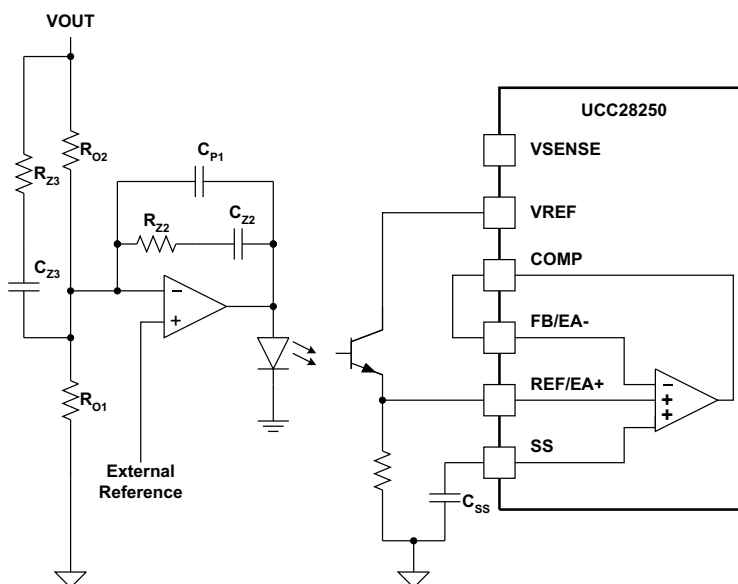 VOUT
UCC28250
R_O2
C_P1
VSENSE
R_Z3
R_Z2
C_Z2
VREF
COMP
C_Z3
−
+
FB/EA-
R_O1
REF/EA+
−
+
+
SS
External
Reference
C_SS